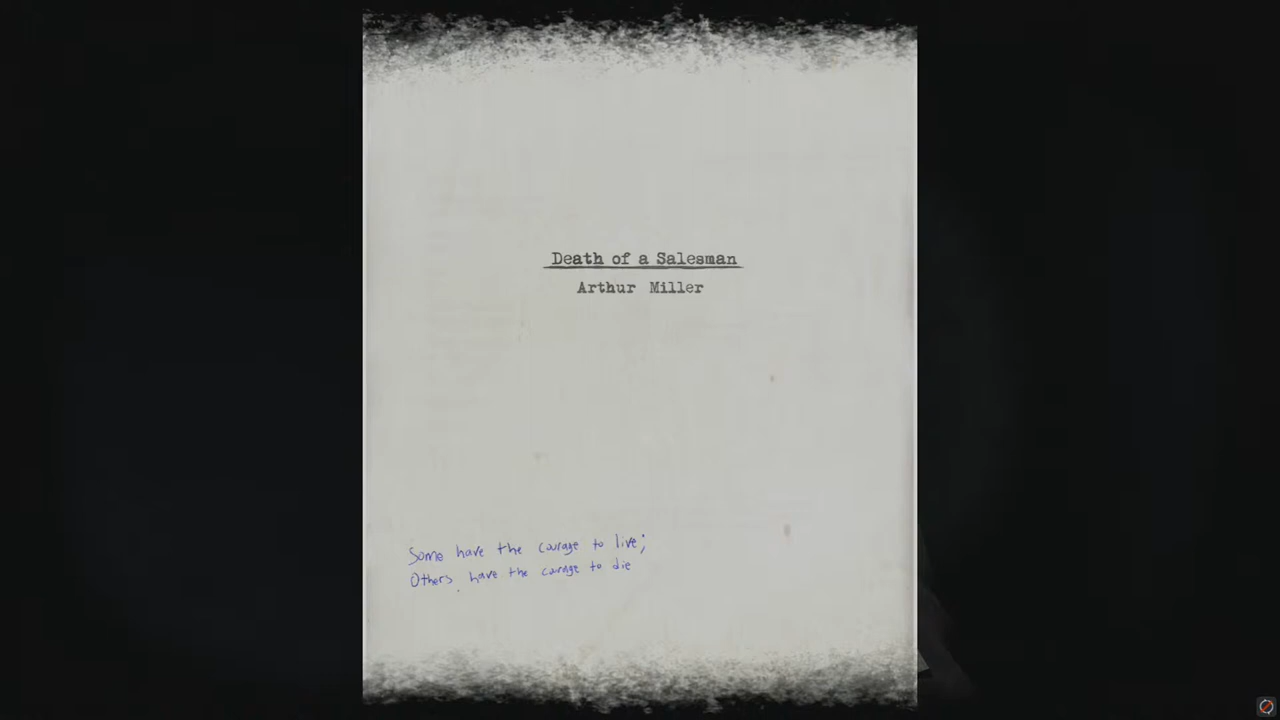 Death of a Salesman
Arthur Miller
Some have the courage to live;
Others have the courage to die